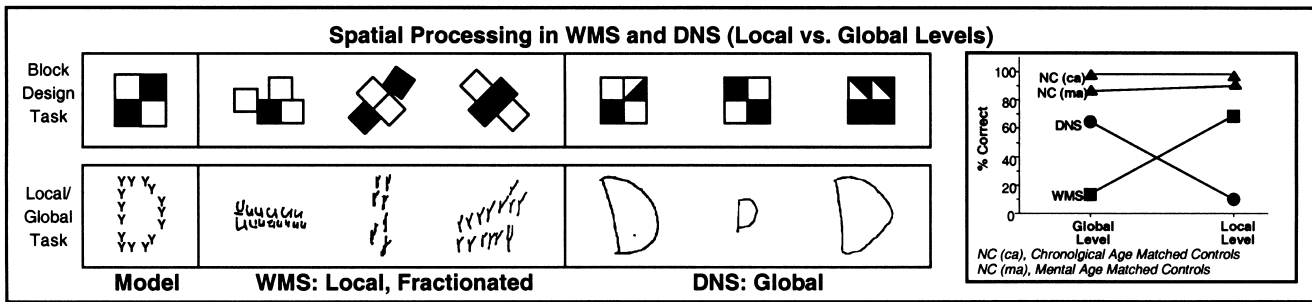 Spatial Processing in WMS and DNS (Local vs. Global Levels)
Block
Design
Task
Local/
Global
Task
Y Y Y Y
Y Y
Y Y
Y Y
Y Y
Y Y Y Y
Model
WMS: Local, Fractionated
DNS: Global
% Correct
100
80
60
40
20
0
NC (ca)
NC (ma)
DNS
WMS
Global
Level
Local
Level
NC (ca), Chronolgical Age Matched Controls
NC (ma), Mental Age Matched Controls